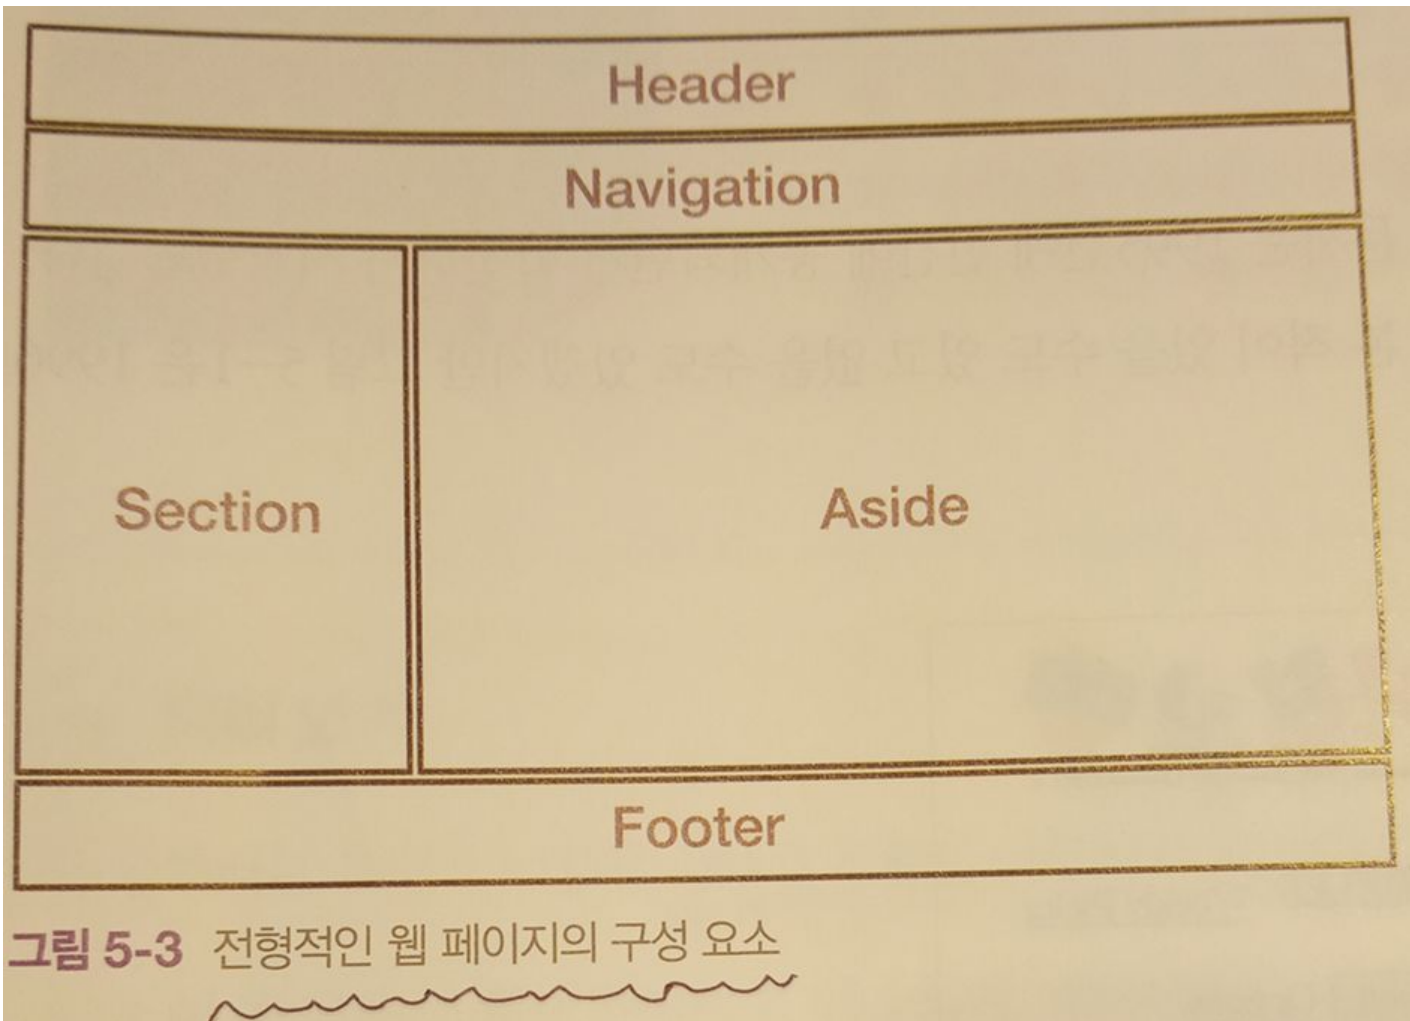 Header
Navigation
Section
Aside
Footer
그림 5-3 전형적인 웹 페이지의 구성 요소